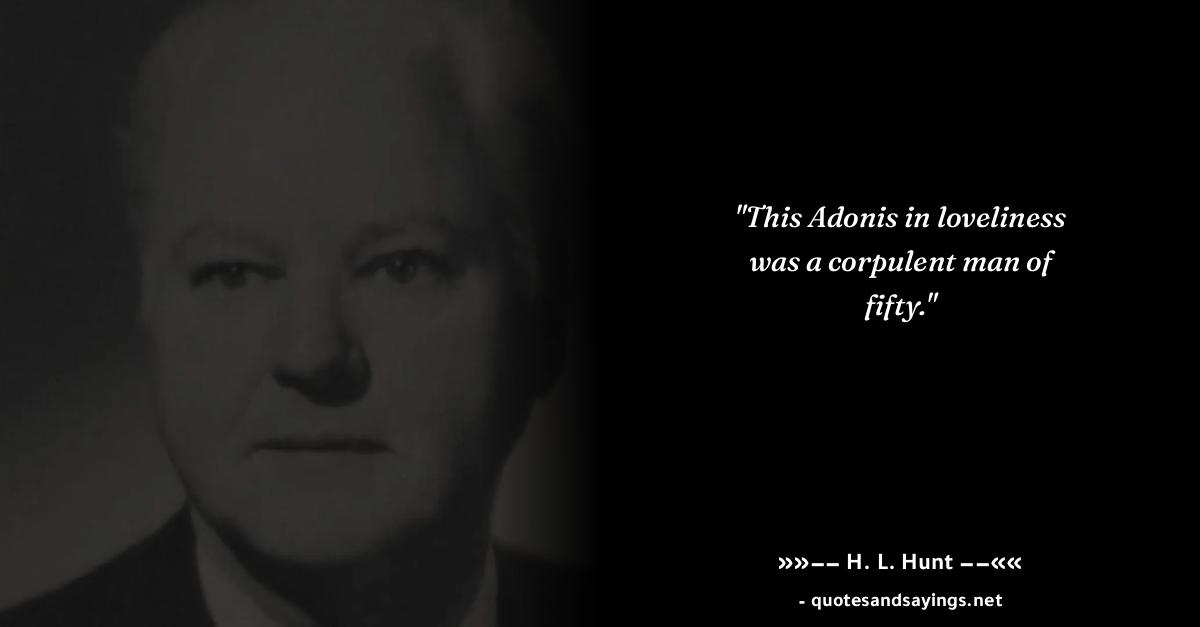 "This Adonis in loveliness
was a corpulent man of
fifty."
»»−− H. L. Hunt −−««
- quotesandsayings.net